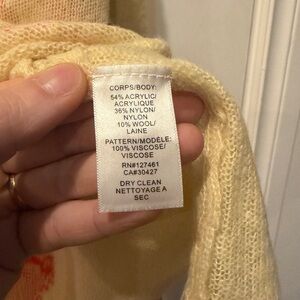 CORPS/BODY:
54% ACRYLIC/
ACRYLIQUE
36% NYLON/
NYLON
10% WOOL/
LAINE
PATTERN/MODÈLE:
100% VISCOSE/
VISCOSE
RN#127461
CA#30427
DRY CLEAN
NETTOYAGE A
SEC